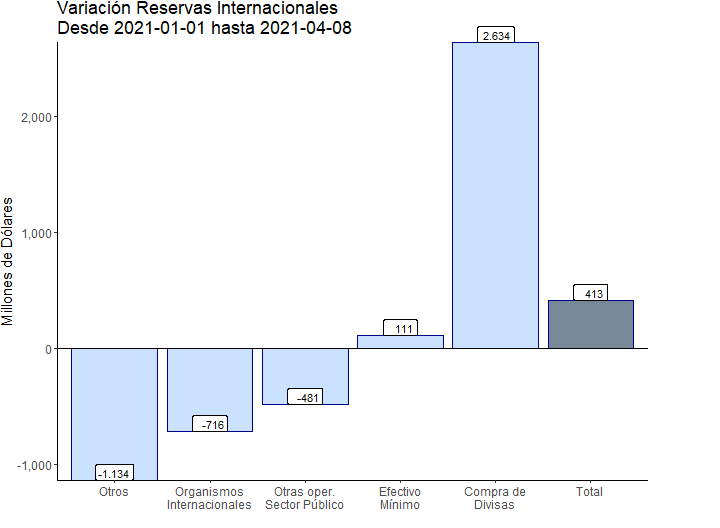 Variación Reservas Internacionales
Desde 2021-01-01 hasta 2021-04-08
Millones de Dólares
2,000
1,000
0
-1,000
-1.134
-716
-481
111
2.634
413
Otros
Organismos
Internacionales
Otras oper.
Sector Público
Efectivo
Mínimo
Compra de
Divisas
Total